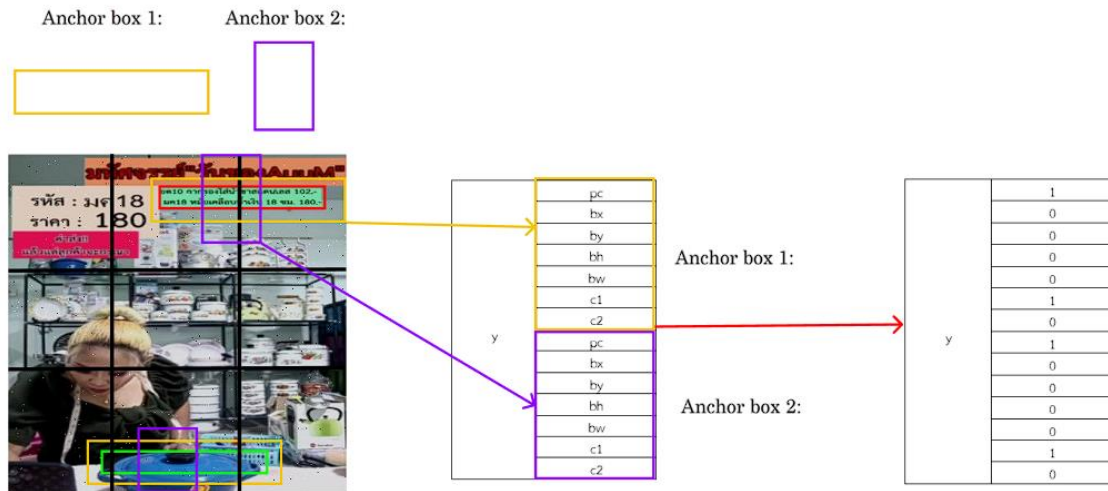 Anchor box 1:
Anchor box 2:
รหัส : มค18
ราคา : 180
y
pc
bx
by
bh
bw
c1
c2
pc
bx
by
bh
bw
c1
c2
Anchor box 1:
Anchor box 2:
y
1
0
0
0
0
1
0
1
0
0
0
0
1
0